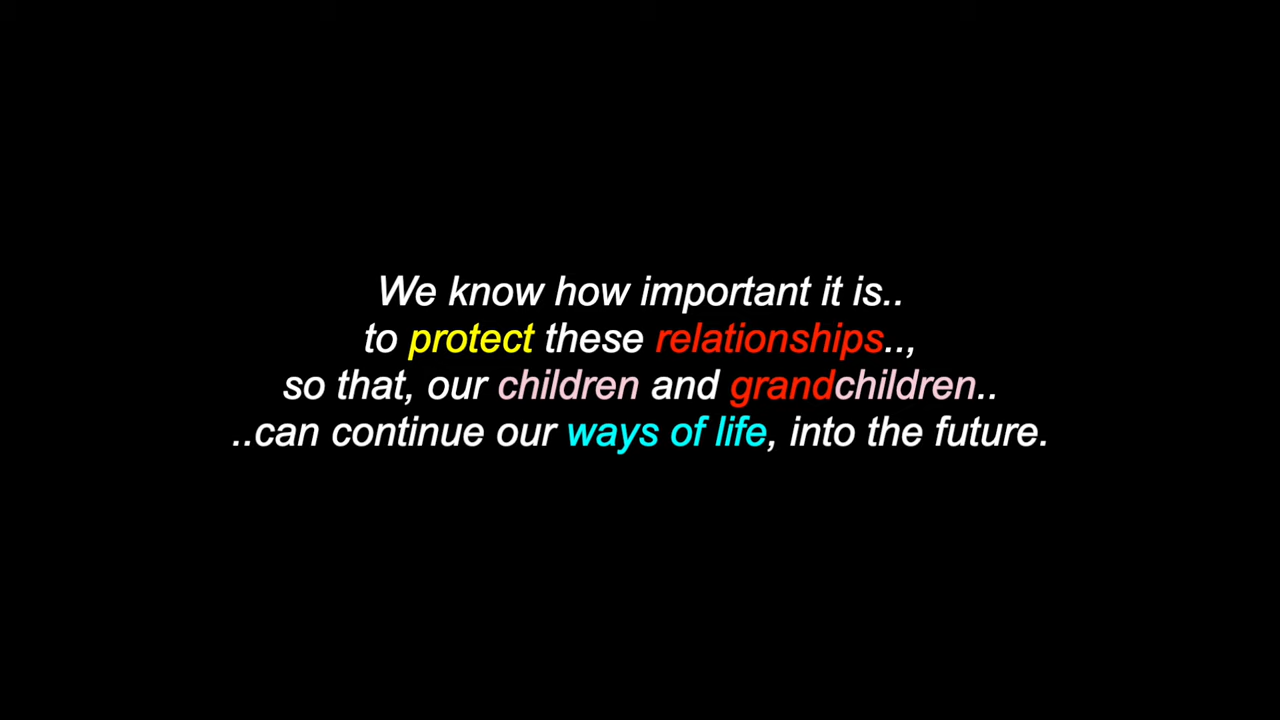 We know how important it is..
to protect these relationships..,
so that, our children and grandchildren..
..can continue our ways of life, into the future.